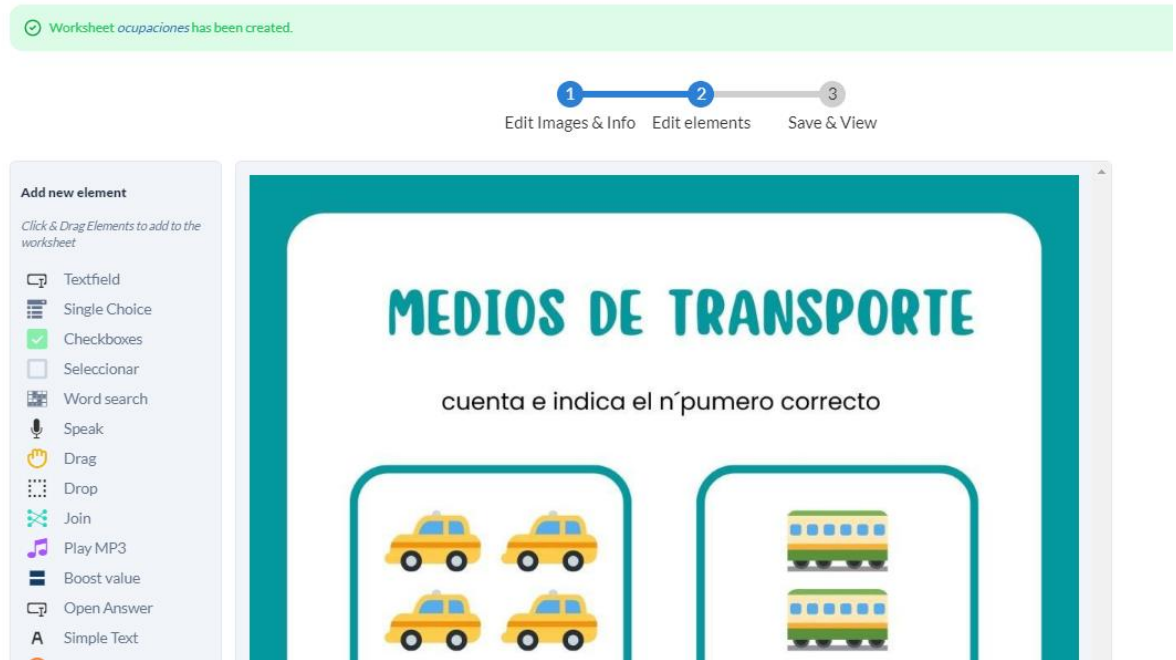 Worksheet ocupaciones has been created.
1
2
3
Edit Images & Info
Edit elements
Save & View
Add new element
Click & Drag Elements to add to the
worksheet
Textfield
Single Choice
Checkboxes
Seleccionar
Word search
Speak
Drag
Drop
Join
Play MP3
Boost value
Open Answer
A Simple Text
MEDIOS DE TRANSPORTE
cuenta e indica el n´pumero correcto